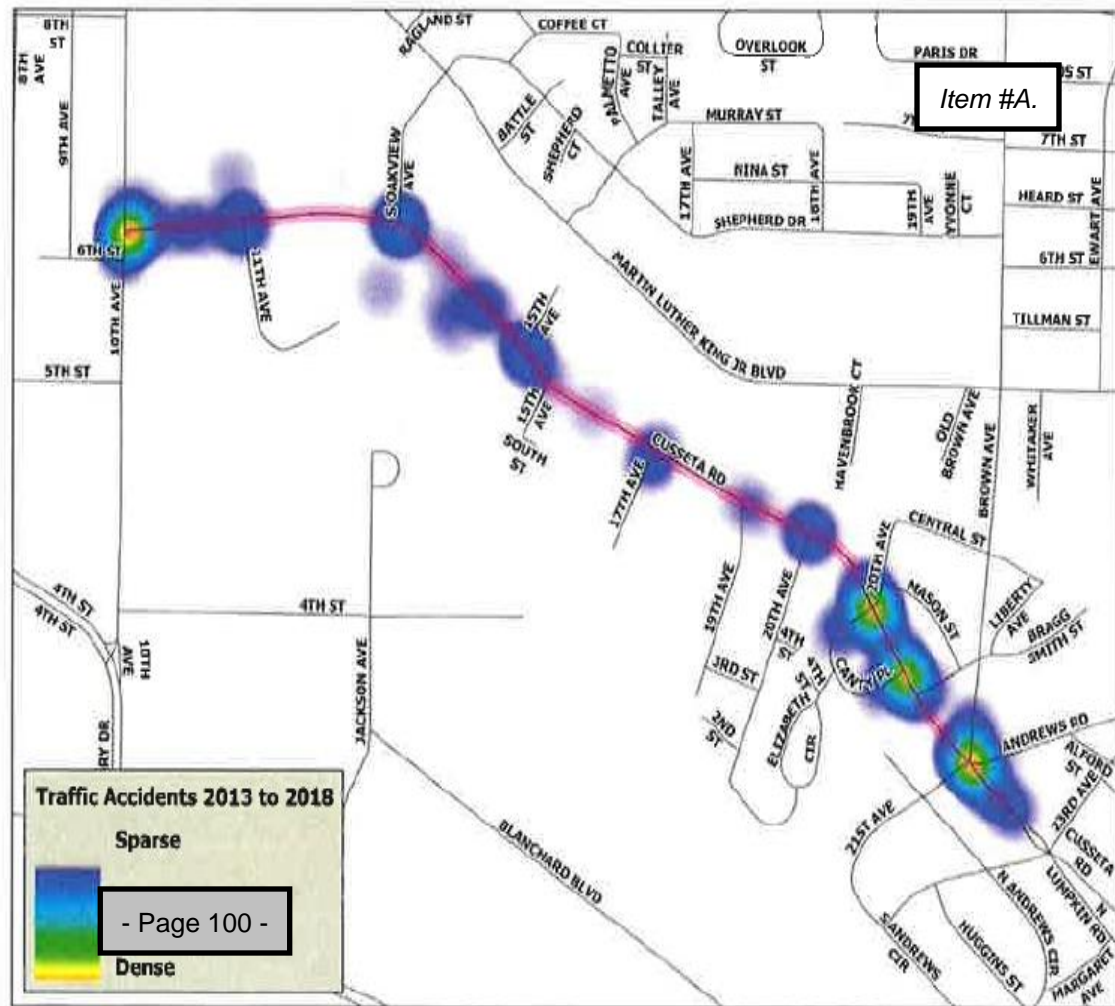 8TH
ST
8TH
AVE
9TH AVE
RAGLAND ST
COFFEE CT
COLLIER
ST
PALMETTO
AVE
TALLEY
AVE
OVERLOOK
ST
PARIS DR
Item #A.
BATTLE
ST
SHEPHERD
CT
MURRAY ST
7TH ST
17TH AVE
NINA ST
18TH AVE
SHEPHERD DR
19TH
AVE
YVONNE
CT
HEARD ST
EWART AVE
6TH ST
TILLMAN ST
S OAKVIEW
AVE
6TH ST
10TH AVE
11TH AVE
5TH ST
MARTIN LUTHER KING JR BLVD
15TH
AVE
15TH
AVE
SOUTH
ST
CUSSETA RD
17TH AVE
HAVENBROOK CT
OLD
BROWN AVE
BROWN AVE
WHITAKER
AVE
CENTRAL ST
20TH AVE
MASON ST
LIBERTY
AVE
BRAGG
SMITH ST
19TH AVE
20TH AVE
4TH
ST
4TH
ST
CANTY PL
3RD ST
2ND
ST
ELIZABETH
CIR
4TH ST
4TH ST
4TH ST
10TH
AVE
JACKSON AVE
RY DR
BLANCHARD BLVD
ANDREWS RD
ALFORD
ST
23RD AVE
21ST AVE
CUSSETA
RD
N
LUMPKIN RD
N ANDREWS CIR
S ANDREWS
CIR
HUGGINS ST
MARGARET
AVE
Traffic Accidents 2013 to 2018
Sparse
- Page 100 -
Dense